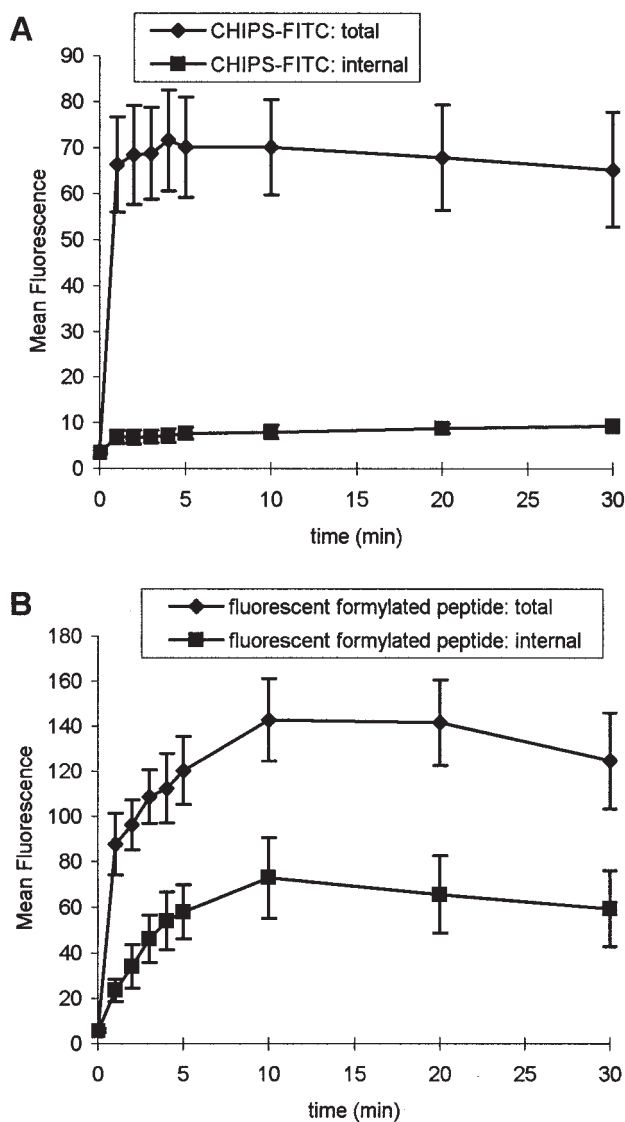 A
CHIPS-FITC: total
CHIPS-FITC: internal
90
80
70
60
50
40
30
20
10
0
Mean Fluorescence
0 5 10 15 20 25 30
time (min)
B
fluorescent formylated peptide: total
fluorescent formylated peptide: internal
180
160
140
120
100
80
60
40
20
0
Mean Fluorescence
0 5 10 15 20 25 30
time (min)